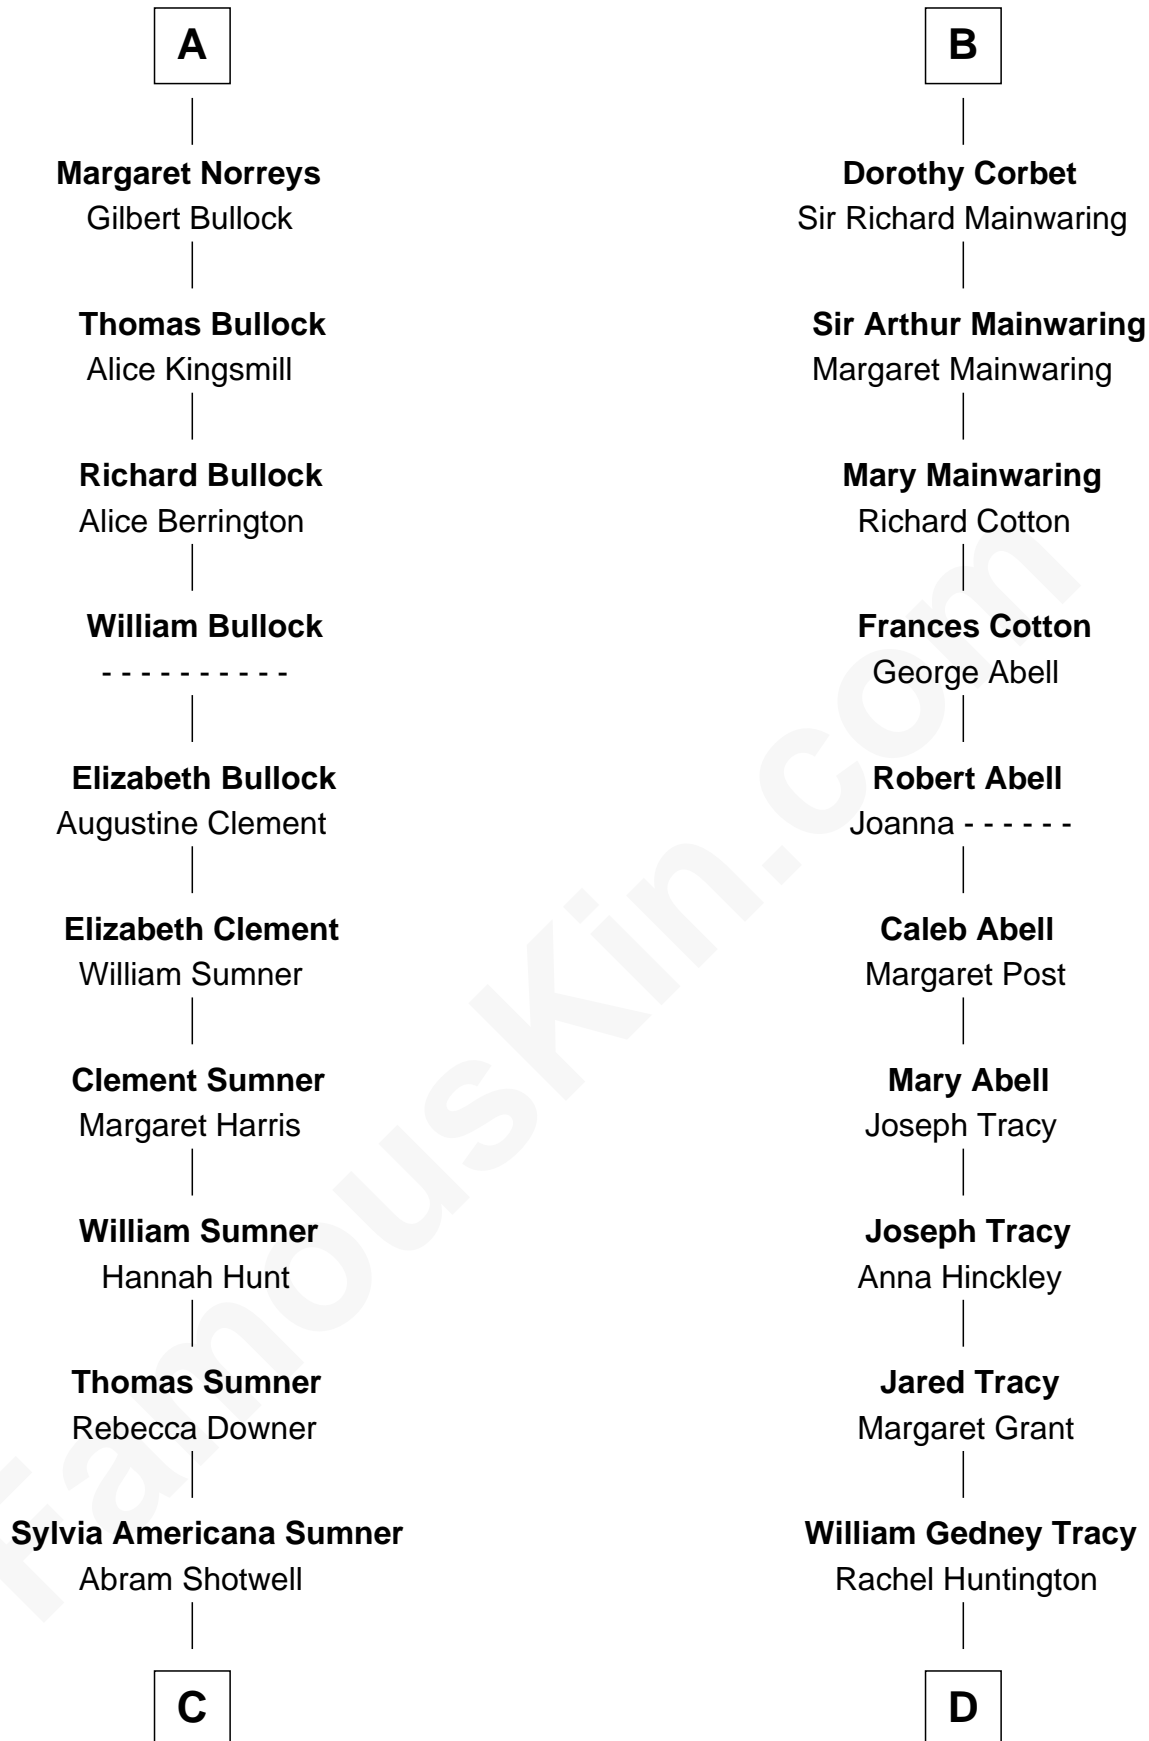 A
Margaret Norreys
Gilbert Bullock
Thomas Bullock
Alice Kingsmill
Richard Bullock
Alice Berrington
William Bullock
- - - - - - - - - -
Elizabeth Bullock
Augustine Clement
Elizabeth Clement
William Sumner
Clement Sumner
Margaret Harris
William Sumner
Hannah Hunt
Thomas Sumner
Rebecca Downer
Sylvia Americana Sumner
Abram Shotwell
C
B
Dorothy Corbet
Sir Richard Mainwaring
Sir Arthur Mainwaring
Margaret Mainwaring
Mary Mainwaring
Richard Cotton
Frances Cotton
George Abell
Robert Abell
Joanna - - - - - -
Caleb Abell
Margaret Post
Mary Abell
Joseph Tracy
Joseph Tracy
Anna Hinckley
Jared Tracy
Margaret Grant
William Gedney Tracy
Rachel Huntington
D
FamousKin.com